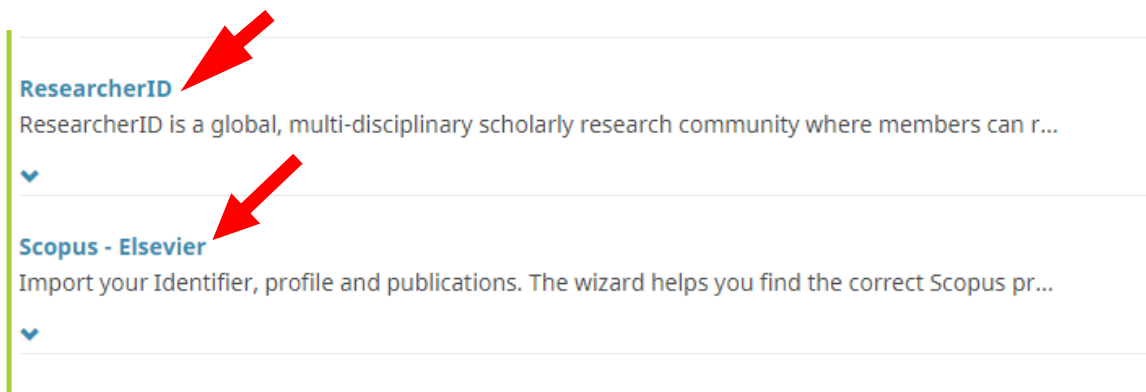 ResearcherID
ResearcherID is a global, multi-disciplinary scholarly research community where members can r...
Scopus - Elsevier
Import your Identifier, profile and publications. The wizard helps you find the correct Scopus pr...